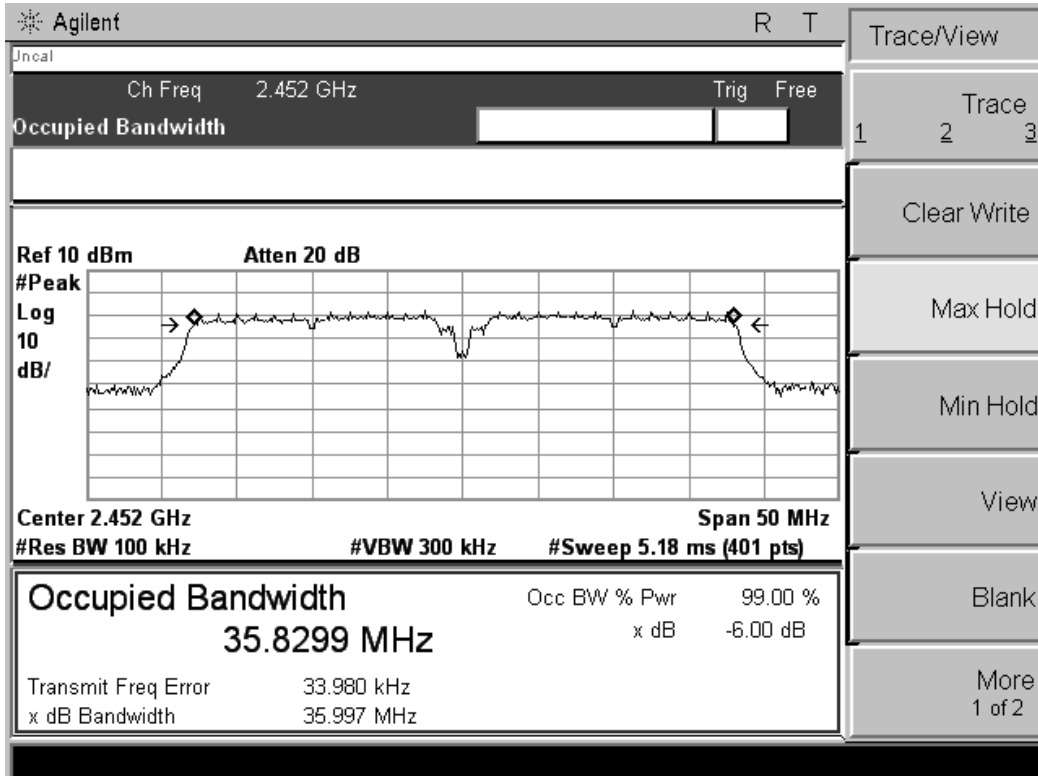 Agilent R T
Trace/View
Uncal
Ch Freq 2.452 GHz Trig Free
Occupied Bandwidth
Trace
1 2 3
Clear Write
Ref 10 dBm Atten 20 dB
#Peak
Log
10
dB/
Max Hold
Min Hold
View
Center 2.452 GHz Span 50 MHz
#Res BW 100 kHz #VBW 300 kHz #Sweep 5.18 ms (401 pts)
Occupied Bandwidth Occ BW % Pwr 99.00 %
35.8299 MHz x dB -6.00 dB
Blank
Transmit Freq Error 33.980 kHz
x dB Bandwidth 35.997 MHz
More
1 of 2